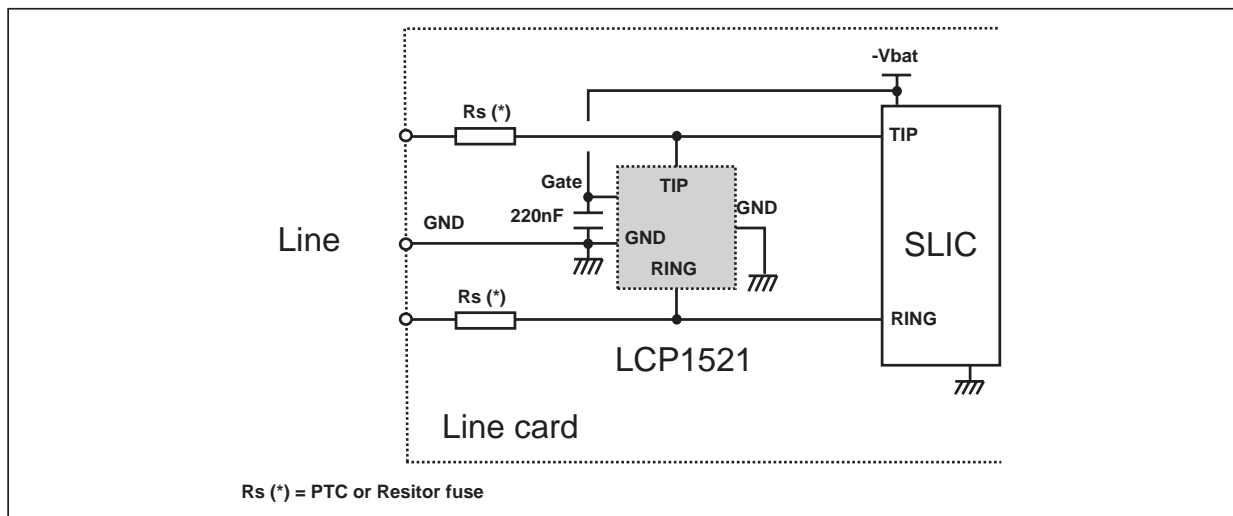 -Vbat
Rs (*)
TIP
Gate
TIP
GND
220nF
GND
GND
Line
SLIC
RING
Rs (*)
RING
LCP1521
Line card
Rs (*) = PTC or Resitor fuse